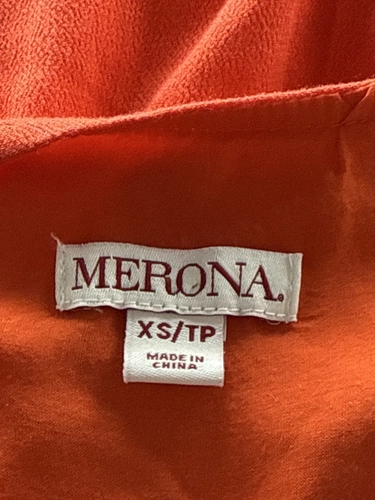 MERONA.
XS/TP
MADE IN
CHINA